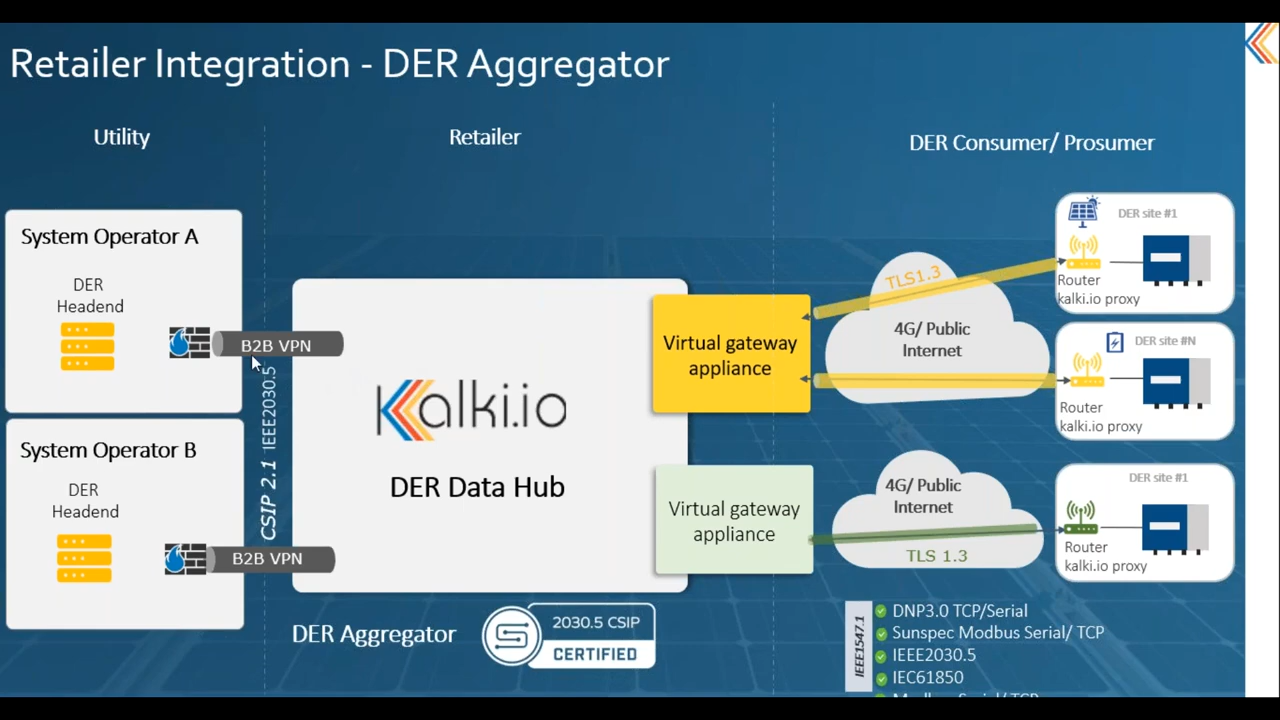 Retailer Integration - DER Aggregator
Utility
Retailer
DER Consumer/ Prosumer
System Operator A
DER
Headend
B2B VPN
System Operator B
DER
Headend
B2B VPN
CSIP 2.1 IEEE2030.5
Kalki.io
DER Data Hub
DER Aggregator
2030.5 CSIP
CERTIFIED
Virtual gateway
appliance
Virtual gateway
appliance
TLS1.3
4G/ Public
Internet
4G/ Public
Internet
TLS 1.3
DER site #1
Router
kalki.io proxy
DER site #N
Router
kalki.io proxy
DER site #1
Router
kalki.io proxy
IEEE1547.1
DNP3.0 TCP/Serial
Sunspec Modbus Serial/ TCP
IEEE2030.5
IEC61850
Modbus Serial/ TCP